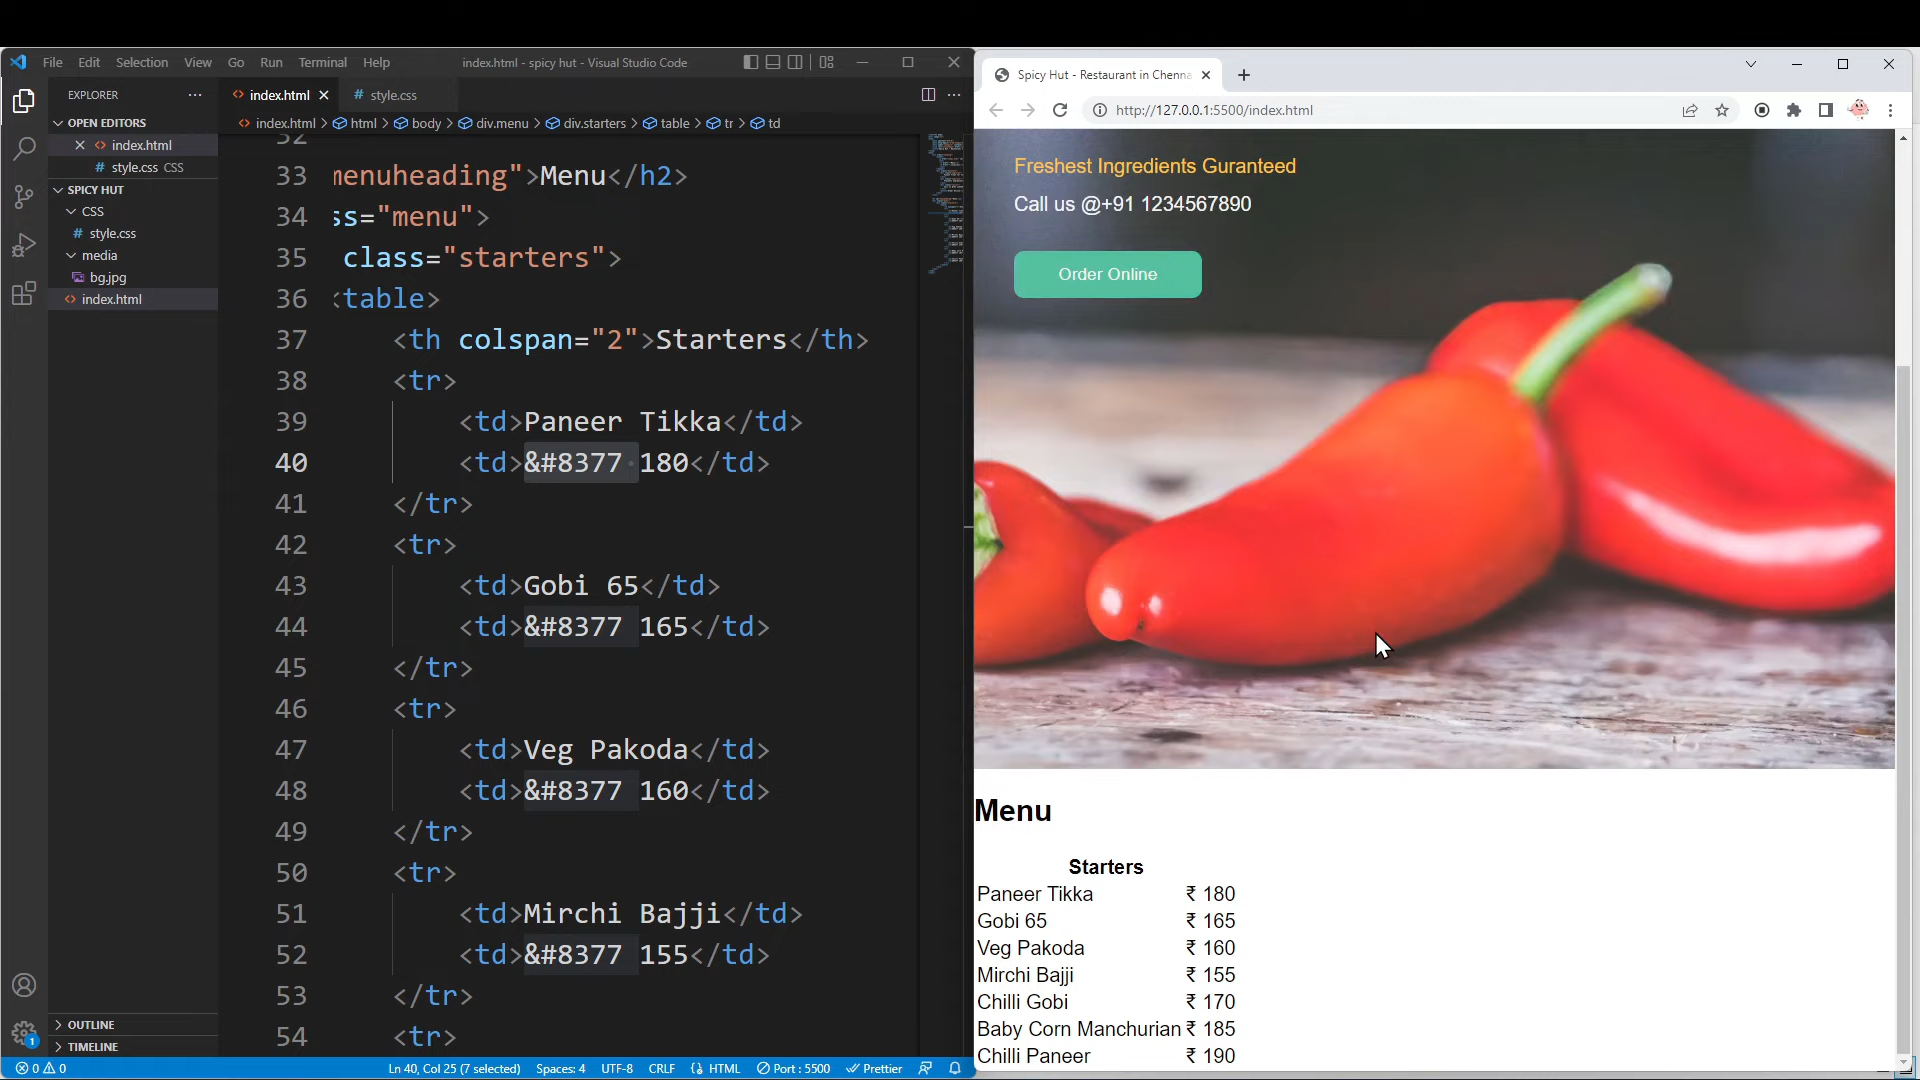 File Edit Selection View Go Run Terminal Help
index.html - spicy hut - Visual Studio Code
EXPLORER
OPEN EDITORS
index.html
style.css CSS
SPICY HUT
CSS
style.css
media
bg.jpg
index.html
OUTLINE
TIMELINE
index.html
style.css
index.html > html > body > div.menu > div.starters > table > tr > td
32
33 menuheading">Menu</h2>
34 ss="menu">
35 class="starters">
36 <table>
37 <th colspan="2">Starters</th>
38 <tr>
39 <td>Paneer Tikka</td>
40 <td>&#8377 180</td>
41 </tr>
42 <tr>
43 <td>Gobi 65</td>
44 <td>&#8377 165</td>
45 </tr>
46 <tr>
47 <td>Veg Pakoda</td>
48 <td>&#8377 160</td>
49 </tr>
50 <tr>
51 <td>Mirchi Bajji</td>
52 <td>&#8377 155</td>
53 </tr>
54 <tr>
1
0 0 Ln 40, Col 25 (7 selected) Spaces: 4 UTF-8 CRLF HTML Port : 5500 Prettier
Spicy Hut - Restaurant in Chenna
http://127.0.0.1:5500/index.html
Freshest Ingredients Guranteed
Call us @+91 1234567890
Order Online
Menu
Starters
Paneer Tikka ₹ 180
Gobi 65 ₹ 165
Veg Pakoda ₹ 160
Mirchi Bajji ₹ 155
Chilli Gobi ₹ 170
Baby Corn Manchurian ₹ 185
Chilli Paneer ₹ 190